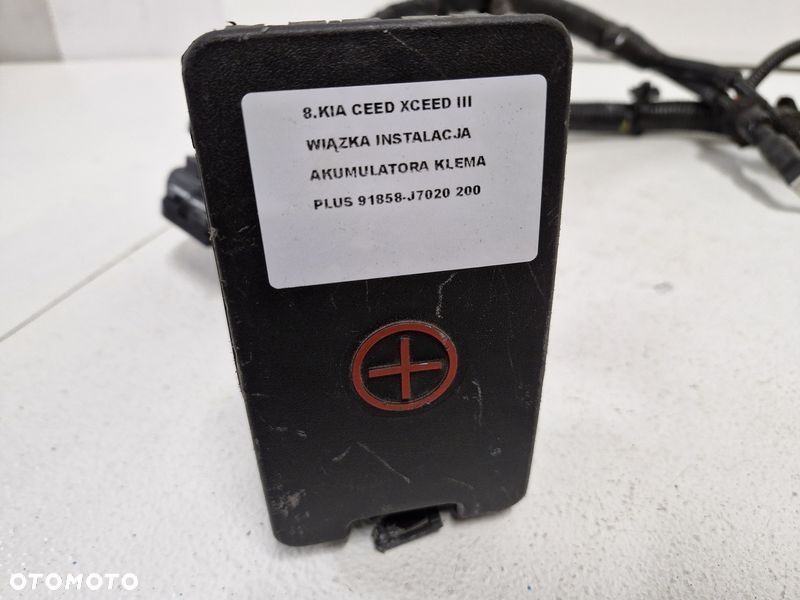 8.KIA CEED XCEED III
WIĄZKA INSTALACJA
AKUMULATORA KLEMA
PLUS 91858-J7020 200
OTOMOTO